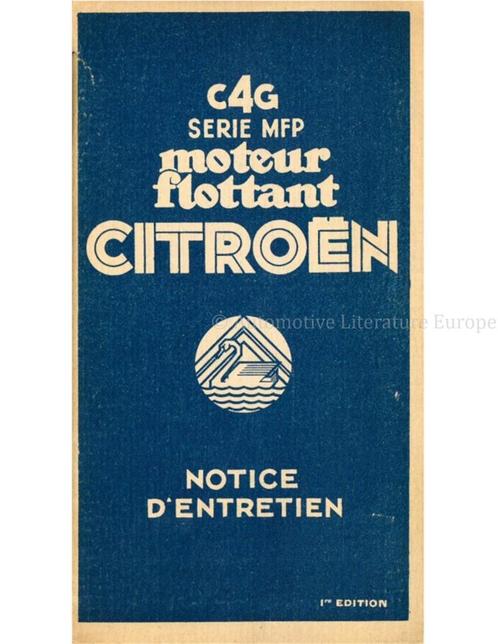 C4G
SERIE MFP
moteur
flottant
CITROËN
© Automotive Literature Europe
NOTICE
D'ENTRETIEN
1re EDITION